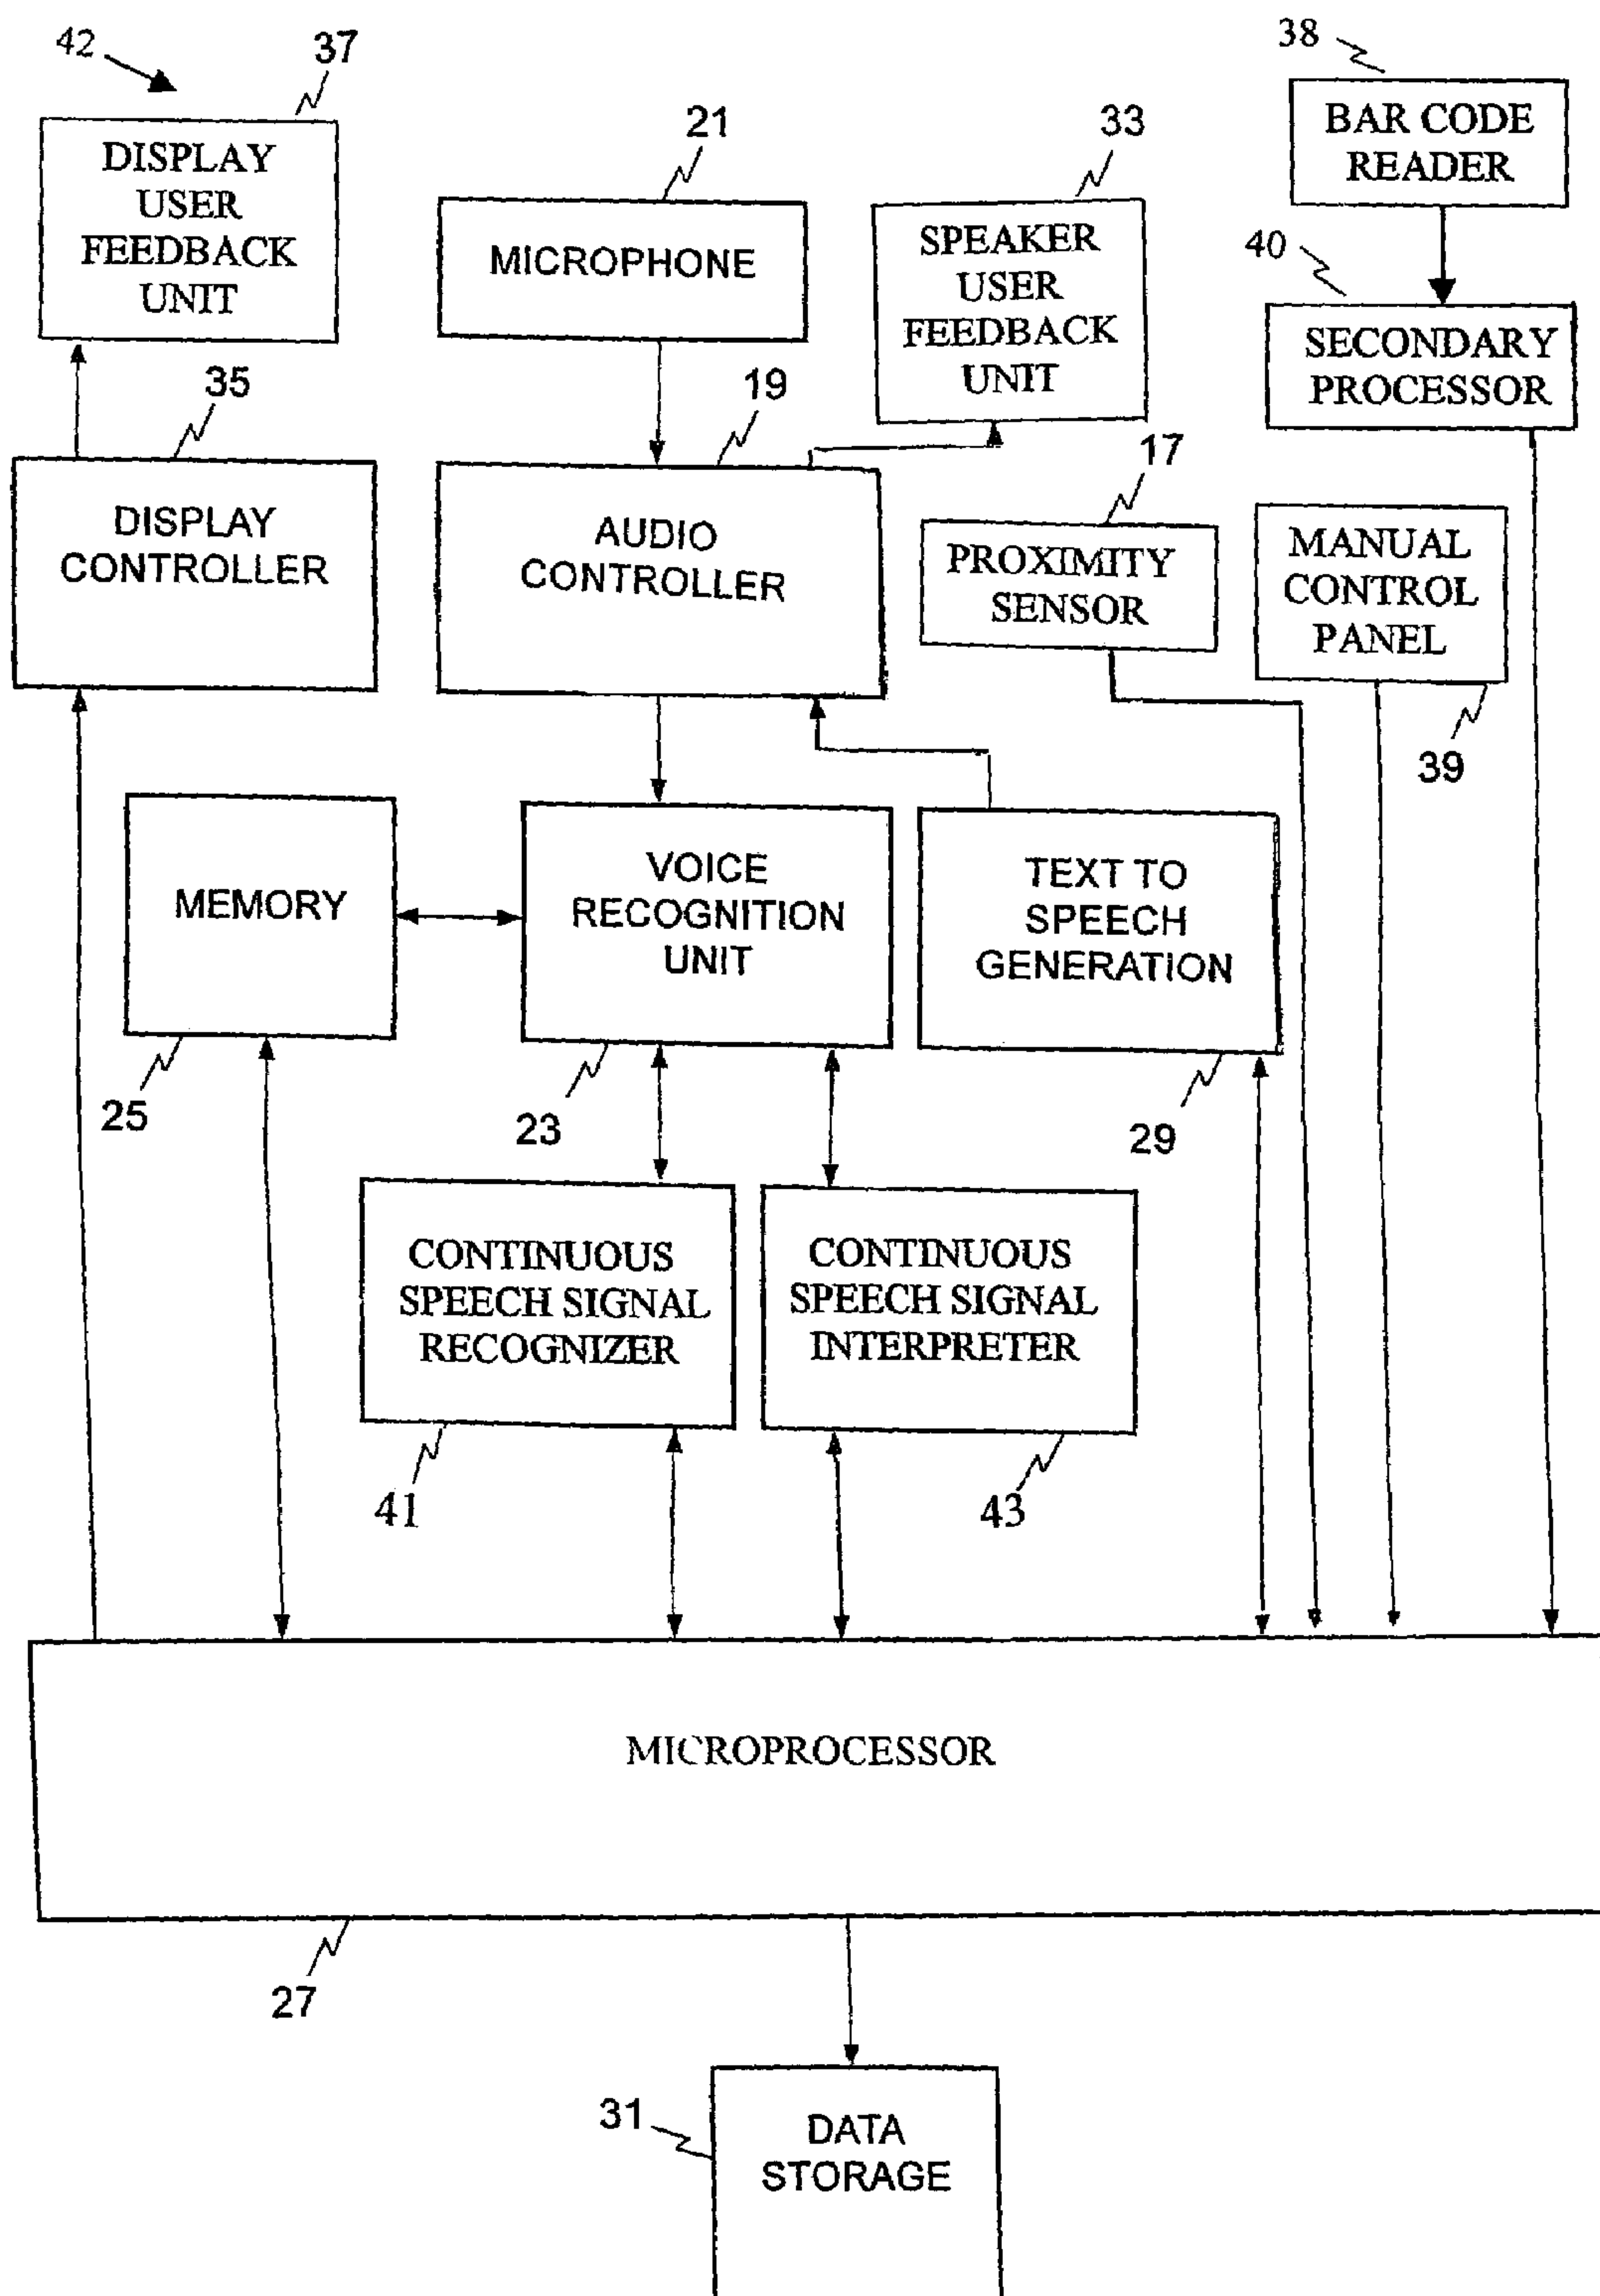 42
37
38
DISPLAY
USER
FEEDBACK
UNIT
21
MICROPHONE
33
SPEAKER
USER
FEEDBACK
UNIT
BAR CODE
READER
40
SECONDARY
PROCESSOR
35
DISPLAY
CONTROLLER
19
AUDIO
CONTROLLER
17
PROXIMITY
SENSOR
MANUAL
CONTROL
PANEL
39
MEMORY
25
VOICE
RECOGNITION
UNIT
23
TEXT TO
SPEECH
GENERATION
29
CONTINUOUS
SPEECH SIGNAL
RECOGNIZER
41
CONTINUOUS
SPEECH SIGNAL
INTERPRETER
43
MICROPROCESSOR
27
31
DATA
STORAGE